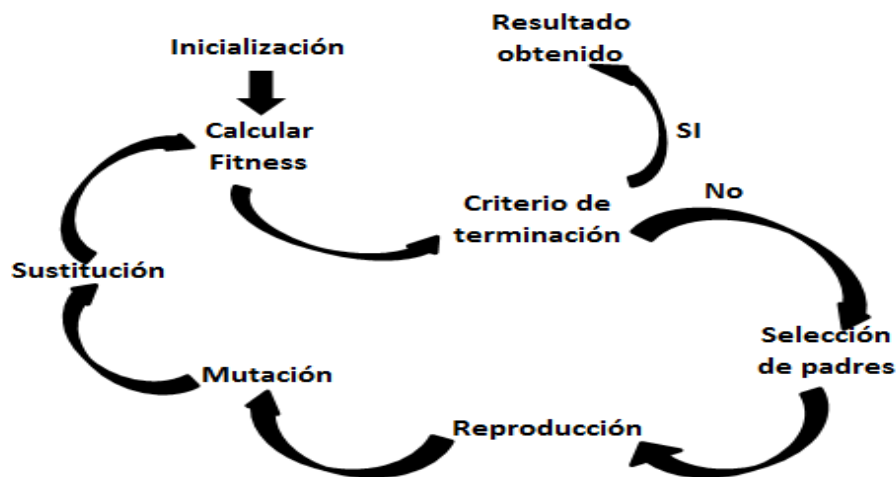 Inicialización
Resultado
obtenido
Calcular
Fitness
SI
No
Criterio de
terminación
Sustitución
Selección
de padres
Mutación
Reproducción